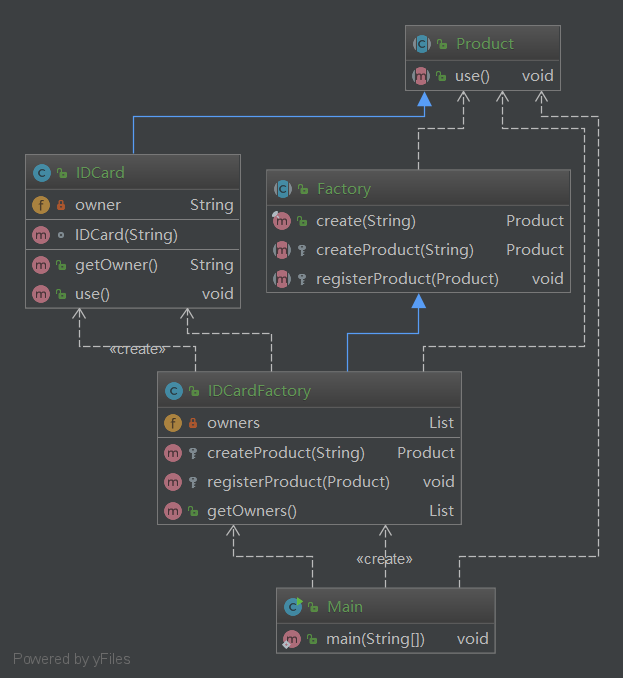 Product
use() void
IDCard
owner String
IDCard(String)
getOwner() String
use() void
Factory
create(String) Product
createProduct(String) Product
registerProduct(Product) void
«create»
IDCardFactory
owners List
createProduct(String) Product
registerProduct(Product) void
getOwners() List
«create»
Main
main(String[]) void
Powered by yFiles